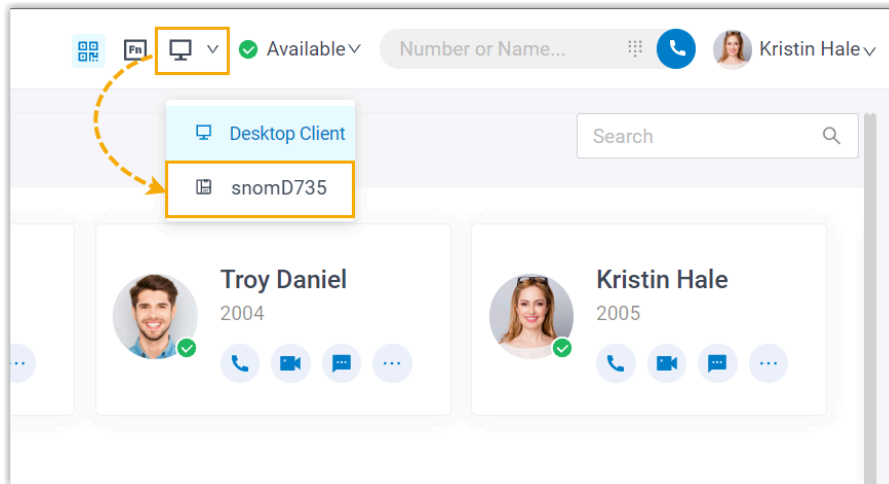 Fn
Available
Number or Name...
Kristin Hale
Desktop Client
Search
snomD735
Troy Daniel
2004
Kristin Hale
2005